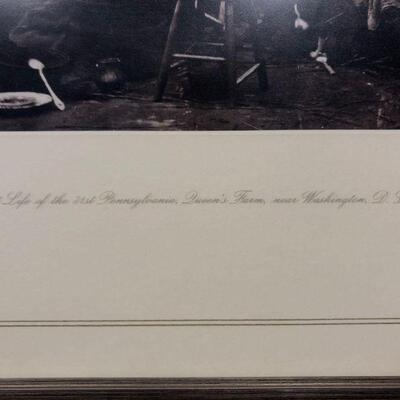 Life of the 31st Pennsylvania, Queen's Farm, near Washington, D.